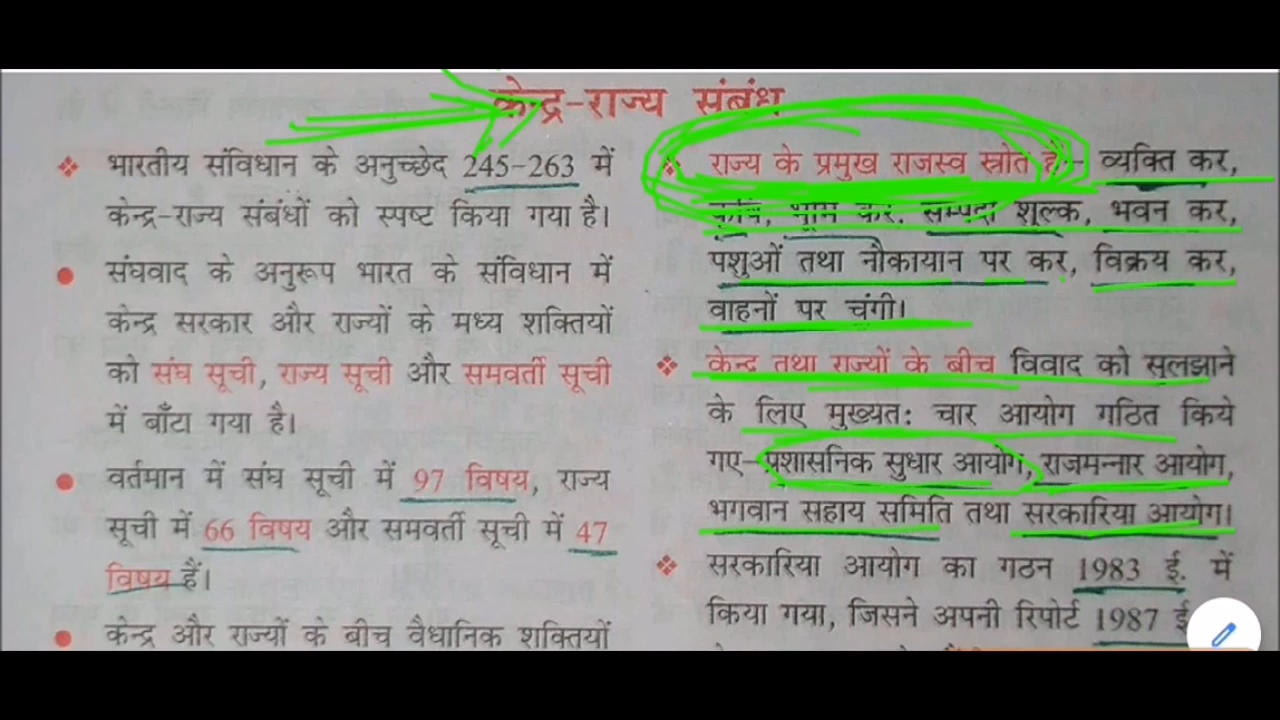 केन्द्र-राज्य संबंध
भारतीय संविधान के अनुच्छेद 245-263 में
केन्द्र-राज्य संबंधों को स्पष्ट किया गया है।
संघवाद के अनुरूप भारत के संविधान में
केन्द्र सरकार और राज्यों के मध्य शक्तियों
को संघ सूची, राज्य सूची और समवर्ती सूची
में बाँटा गया है।
वर्तमान में संघ सूची में 97 विषय, राज्य
सूची में 66 विषय और समवर्ती सूची में 47
विषय हैं।
केन्द्र और राज्यों के बीच वैधानिक शक्तियों
राज्य के प्रमुख राजस्व स्रोत हैं- व्यक्ति कर,
कृषि, भूमि कर, सम्पदा शुल्क, भवन कर,
पशुओं तथा नौकायान पर कर, विक्रय कर,
वाहनों पर चुंगी।
केन्द्र तथा राज्यों के बीच विवाद को सुलझाने
के लिए मुख्यतः चार आयोग गठित किये
गए-प्रशासनिक सुधार आयोग, राजमन्नार आयोग,
भगवान सहाय समिति तथा सरकारिया आयोग।
सरकारिया आयोग का गठन 1983 ई. में
किया गया, जिसने अपनी रिपोर्ट 1987 ई